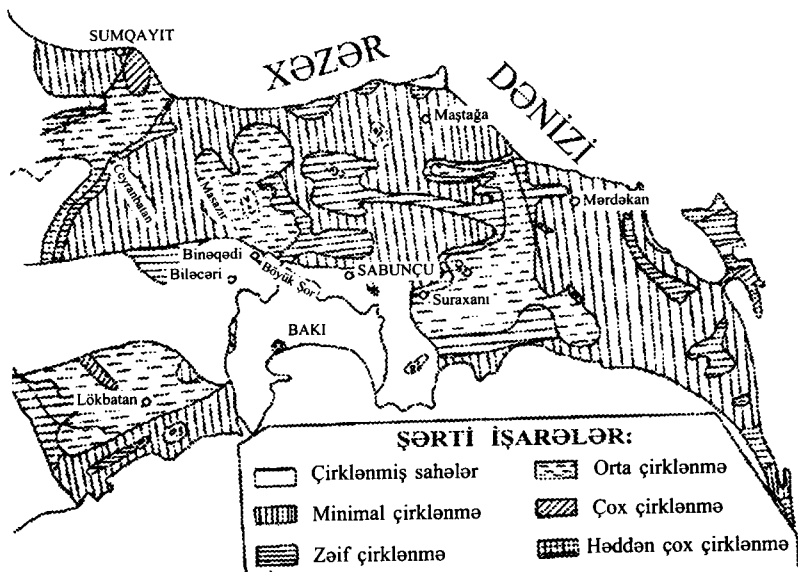 SUMQAYIT
XƏZƏR
DƏNİZİ
Maştağa
Ceyranbatan
Masazır
Mərdəkan
Binəqədi
Biləcəri
Böyük Şor
SABUNÇU
Suraxanı
BAKI
Lökbatan
ŞƏRTİ İŞARƏLƏR:
Çirklənmiş sahələr
Orta çirklənmə
Minimal çirklənmə
Çox çirklənmə
Zəif çirklənmə
Həddən çox çirklənmə